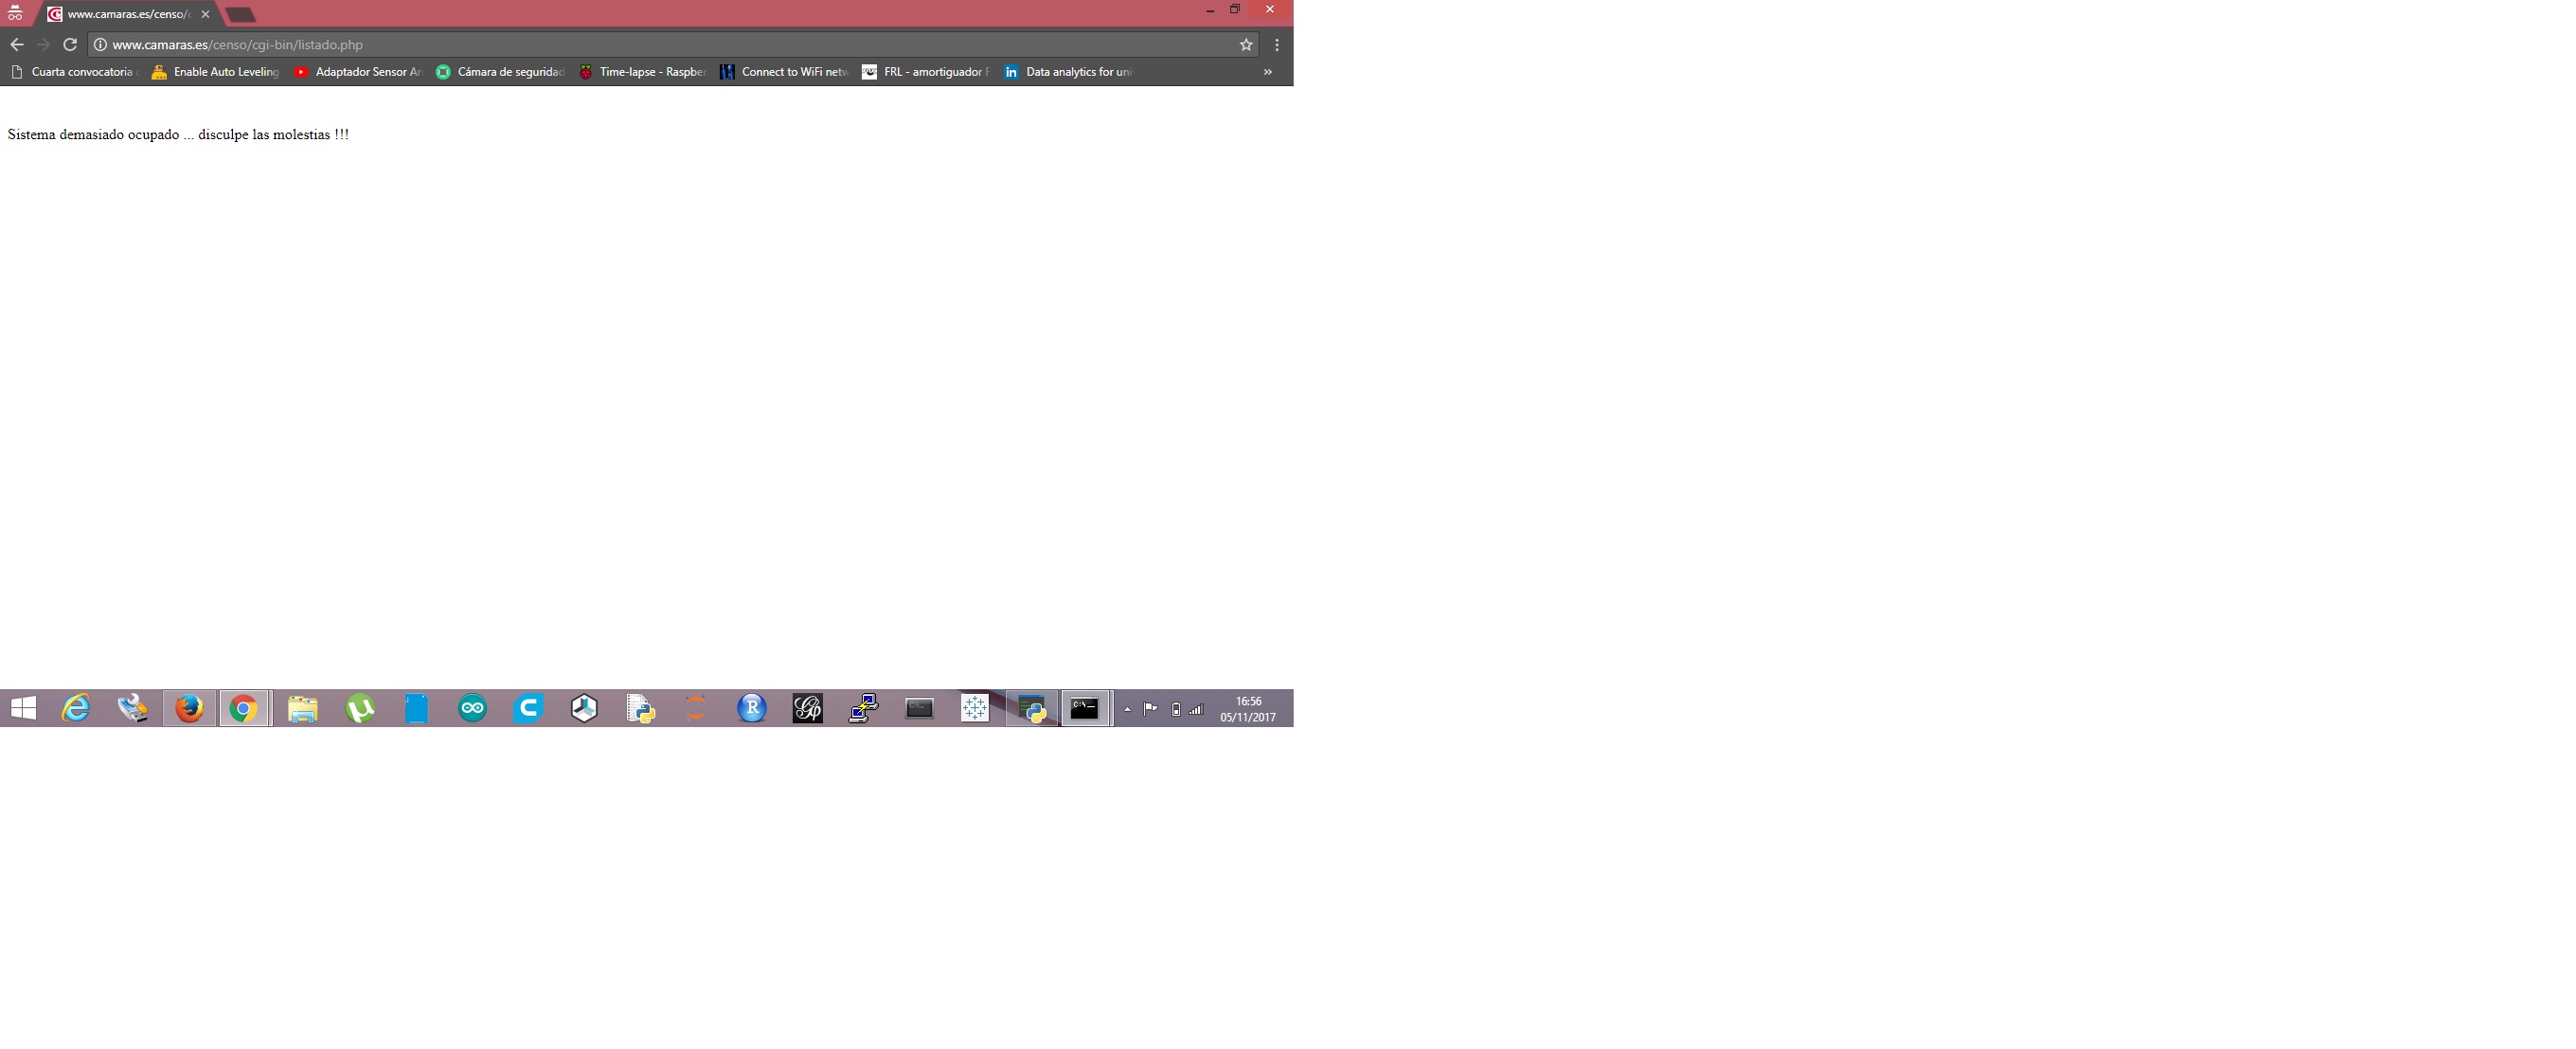 www.camaras.es/censo/c
www.camaras.es/censo/cgi-bin/listado.php
Cuarta convocatoria
Enable Auto Leveling
Adaptador Sensor Ar
Cámara de seguridad
Time-lapse - Raspber
Connect to WiFi netw
FRL - amortiguador F
Data analytics for uni
Sistema demasiado ocupado ... disculpe las molestias !!!
16:56
05/11/2017